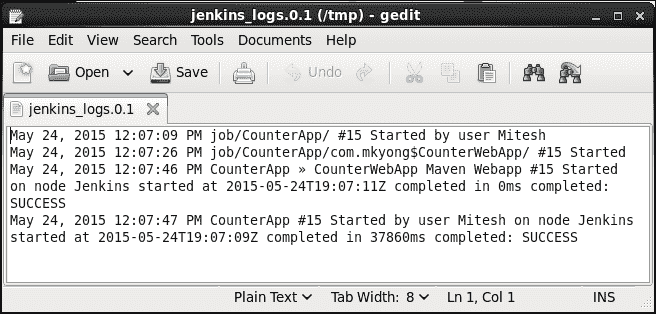 jenkins_logs.0.1 (/tmp) - gedit
File Edit View Search Tools Documents Help
Open Save Undo
jenkins_logs.0.1
May 24, 2015 12:07:09 PM job/CounterApp/ #15 Started by user Mitesh
May 24, 2015 12:07:26 PM job/CounterApp/com.mkyong$CounterWebApp/ #15 Started
May 24, 2015 12:07:46 PM CounterApp » CounterWebApp Maven Webapp #15 Started
on node Jenkins started at 2015-05-24T19:07:11Z completed in 0ms completed:
SUCCESS
May 24, 2015 12:07:47 PM CounterApp #15 Started by user Mitesh on node Jenkins
started at 2015-05-24T19:07:09Z completed in 37860ms completed: SUCCESS
Plain Text Tab Width: 8 Ln 1, Col 1 INS